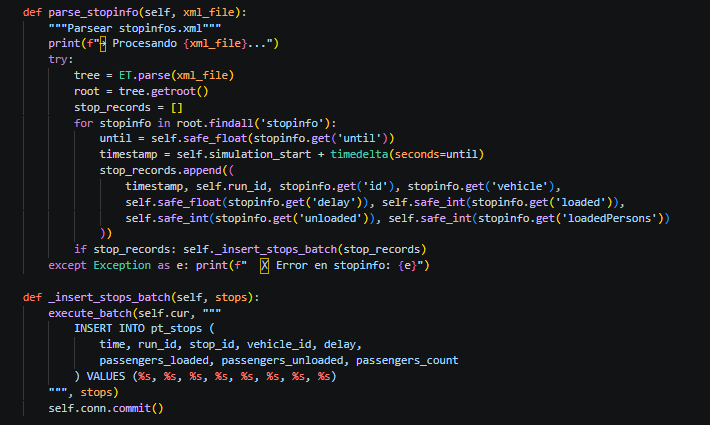 def parse_stopinfo(self, xml_file):
    """Parsear stopinfos.xml"""
    print(f"→ Procesando {xml_file}...")
    try:
        tree = ET.parse(xml_file)
        root = tree.getroot()
        stop_records = []
        for stopinfo in root.findall('stopinfo'):
            until = self.safe_float(stopinfo.get('until'))
            timestamp = self.simulation_start + timedelta(seconds=until)
            stop_records.append((
                timestamp, self.run_id, stopinfo.get('id'), stopinfo.get('vehicle'),
                self.safe_float(stopinfo.get('delay')), self.safe_int(stopinfo.get('loaded')),
                self.safe_int(stopinfo.get('unloaded')), self.safe_int(stopinfo.get('loadedPersons'))
            ))
        if stop_records: self._insert_stops_batch(stop_records)
    except Exception as e: print(f"  ╳ Error en stopinfo: {e}")

def _insert_stops_batch(self, stops):
    execute_batch(self.cur, """
        INSERT INTO pt_stops (
            time, run_id, stop_id, vehicle_id, delay,
            passengers_loaded, passengers_unloaded, passengers_count
        ) VALUES (%s, %s, %s, %s, %s, %s, %s, %s)
    """, stops)
    self.conn.commit()